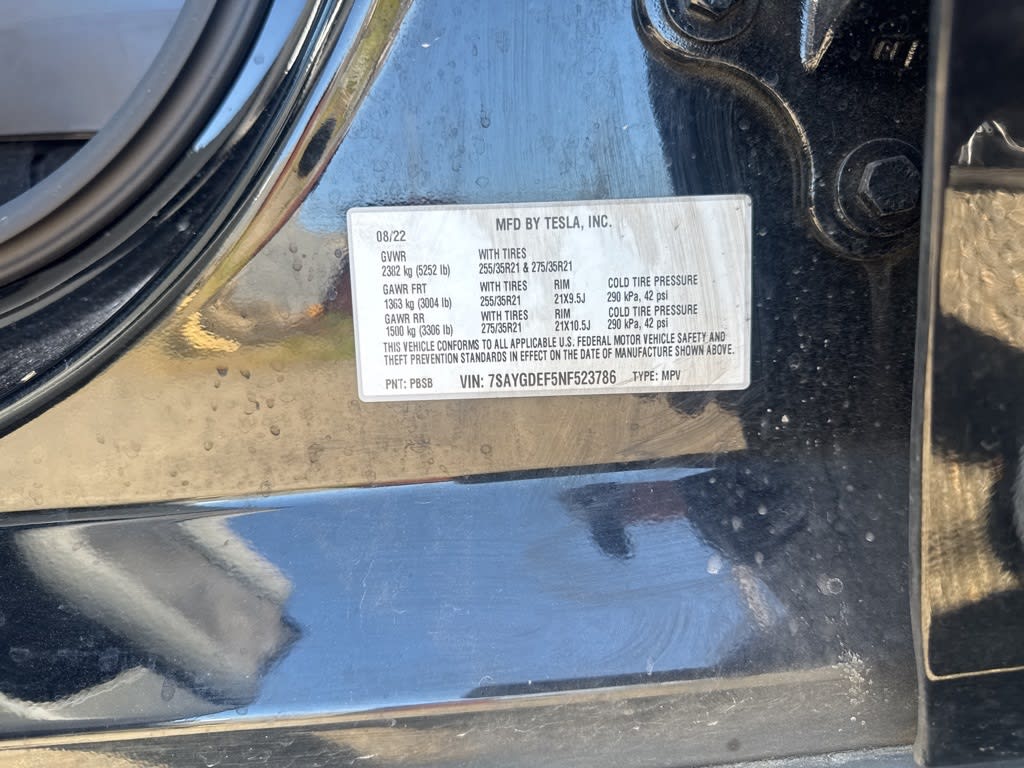 MFD BY TESLA, INC.
08/22
GVWR WITH TIRES
2382 kg (5252 lb) 255/35R21 & 275/35R21
GAWR FRT WITH TIRES RIM COLD TIRE PRESSURE
1363 kg (3004 lb) 255/35R21 21X9.5J 290 kPa, 42 psi
GAWR RR WITH TIRES RIM COLD TIRE PRESSURE
1500 kg (3306 lb) 275/35R21 21X10.5J 290 kPa, 42 psi
THIS VEHICLE CONFORMS TO ALL APPLICABLE U.S. FEDERAL MOTOR VEHICLE SAFETY AND
THEFT PREVENTION STANDARDS IN EFFECT ON THE DATE OF MANUFACTURE SHOWN ABOVE.
PNT: PBSB VIN: 7SAYGDEF5NF523786 TYPE: MPV